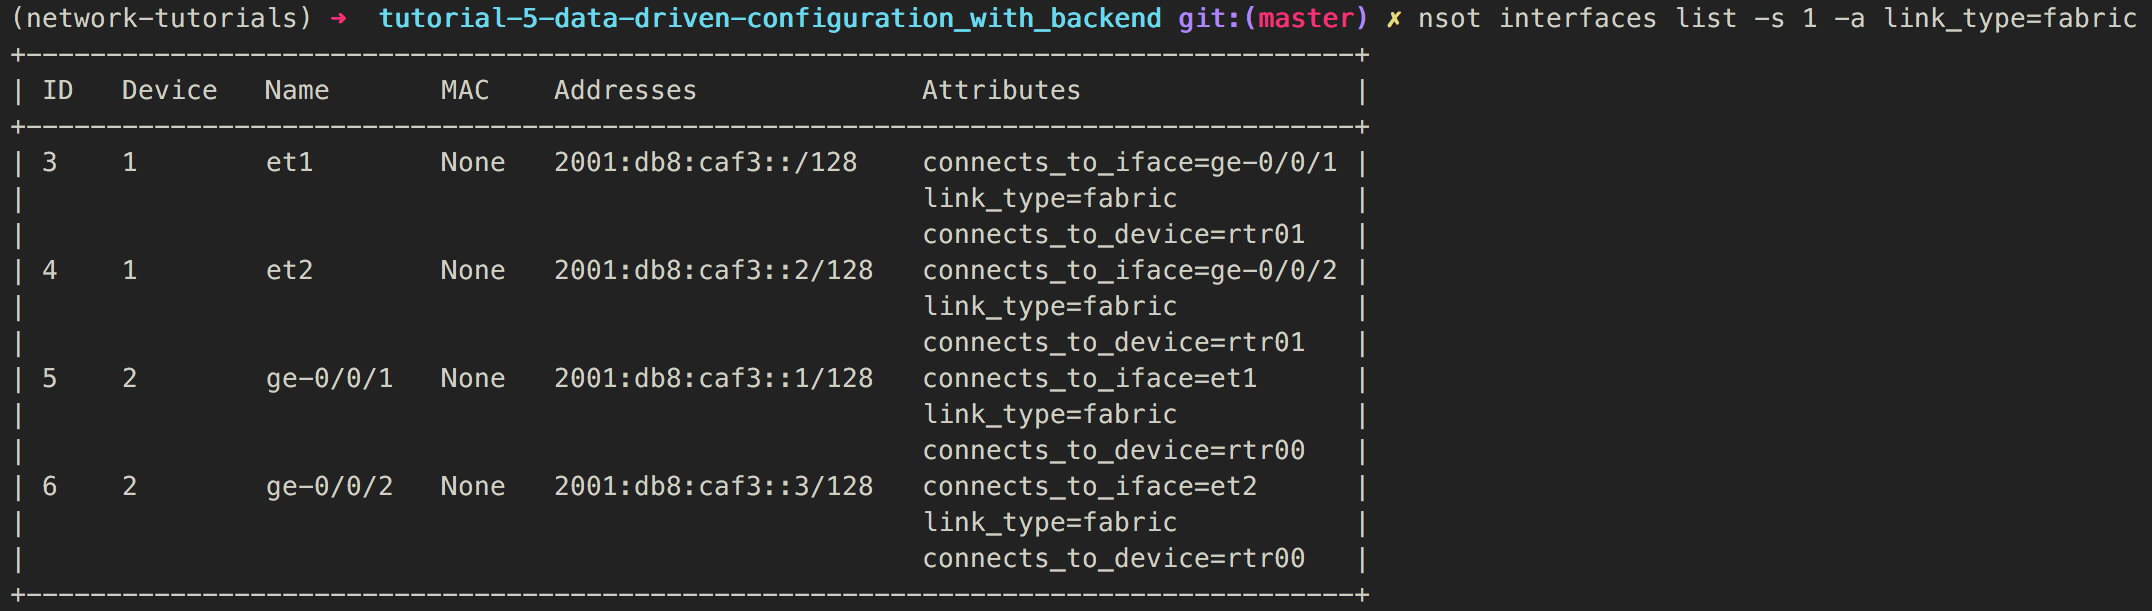 (network-tutorials) ➜  tutorial-5-data-driven-configuration_with_backend git:(master) ✗ nsot interfaces list -s 1 -a link_type=fabric
+-----------------------------------------------------------------------------------+
| ID   Device   Name       MAC    Addresses              Attributes                 |
+-----------------------------------------------------------------------------------+
| 3    1        et1        None   2001:db8:caf3::/128    connects_to_iface=ge-0/0/1 |
|                                                        link_type=fabric           |
|                                                        connects_to_device=rtr01   |
| 4    1        et2        None   2001:db8:caf3::2/128   connects_to_iface=ge-0/0/2 |
|                                                        link_type=fabric           |
|                                                        connects_to_device=rtr01   |
| 5    2        ge-0/0/1   None   2001:db8:caf3::1/128   connects_to_iface=et1      |
|                                                        link_type=fabric           |
|                                                        connects_to_device=rtr00   |
| 6    2        ge-0/0/2   None   2001:db8:caf3::3/128   connects_to_iface=et2      |
|                                                        link_type=fabric           |
|                                                        connects_to_device=rtr00   |
+-----------------------------------------------------------------------------------+